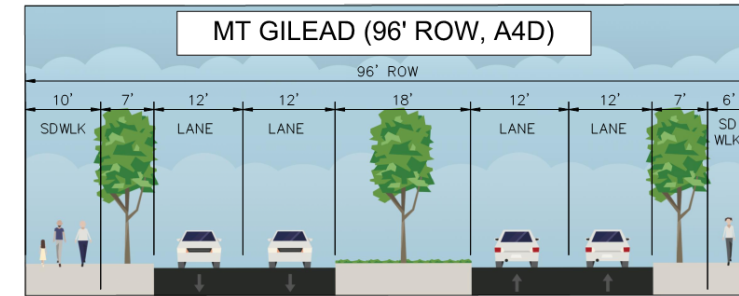 MT GILEAD (96' ROW, A4D)
96' ROW
10' 7' 12' 12' 18' 12' 12' 7' 6'
SDWLK LANE LANE LANE LANE SD
WLK